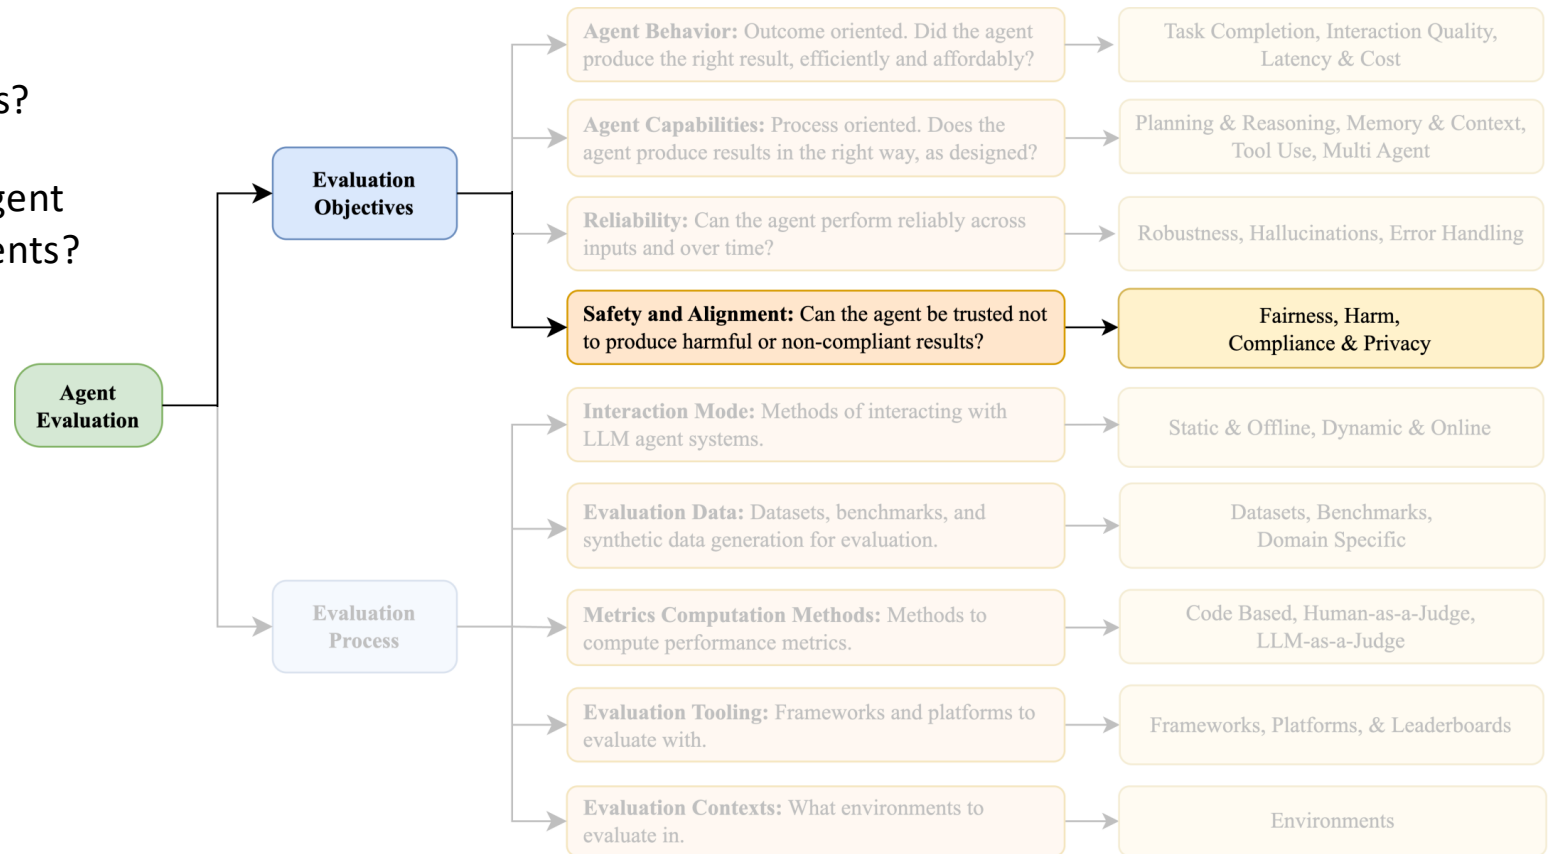 s?
gent
ents?
Agent
Evaluation
Evaluation
Objectives
Agent Behavior: Outcome oriented. Did the agent
produce the right result, efficiently and affordably?
Task Completion, Interaction Quality,
Latency & Cost
Agent Capabilities: Process oriented. Does the
agent produce results in the right way, as designed?
Planning & Reasoning, Memory & Context,
Tool Use, Multi Agent
Reliability: Can the agent perform reliably across
inputs and over time?
Robustness, Hallucinations, Error Handling
Safety and Alignment: Can the agent be trusted not
to produce harmful or non-compliant results?
Fairness, Harm,
Compliance & Privacy
Evaluation
Process
Interaction Mode: Methods of interacting with
LLM agent systems.
Static & Offline, Dynamic & Online
Evaluation Data: Datasets, benchmarks, and
synthetic data generation for evaluation.
Datasets, Benchmarks,
Domain Specific
Metrics Computation Methods: Methods to
compute performance metrics.
Code Based, Human-as-a-Judge,
LLM-as-a-Judge
Evaluation Tooling: Frameworks and platforms to
evaluate with.
Frameworks, Platforms, & Leaderboards
Evaluation Contexts: What environments to
evaluate in.
Environments